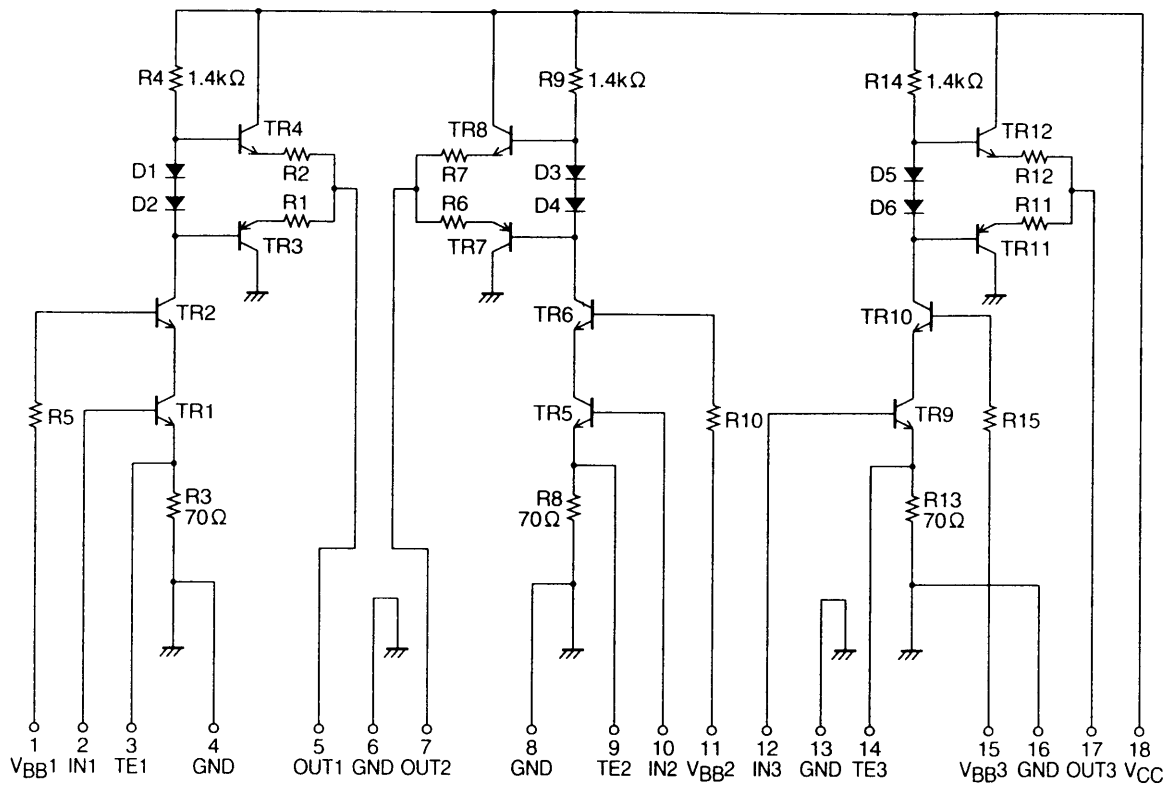 R4 1.4kΩ
R9 1.4kΩ
R14 1.4kΩ
TR4
TR8
TR12
D1
R2
R7
D3
D5
R12
D2
R1
R6
D4
D6
R11
TR3
TR7
TR11
TR2
TR6
TR10
R5
TR1
TR5
R10
TR9
R15
R3
70Ω
R8
70Ω
R13
70Ω
1 2 3 4 5 6 7 8 9 10 11 12 13 14 15 16 17 18
VBB1 IN1 TE1 GND OUT1 GND OUT2 GND TE2 IN2 VBB2 IN3 GND TE3 VBB3 GND OUT3 VCC